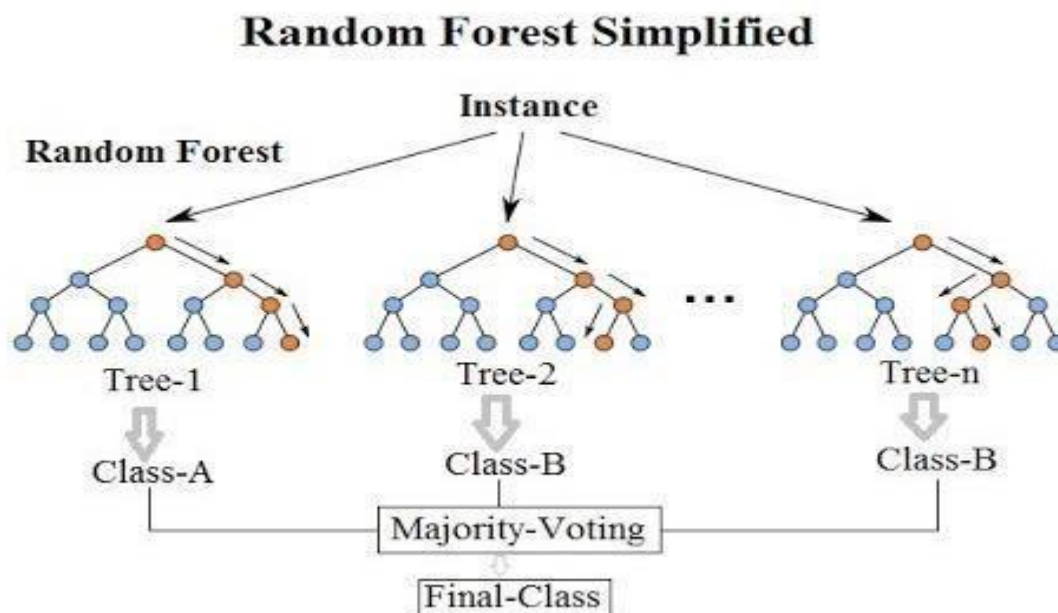 Random Forest Simplified
Instance
Random Forest
...
Tree-1
Tree-2
Tree-n
Class-A
Class-B
Class-B
Majority-Voting
Final-Class